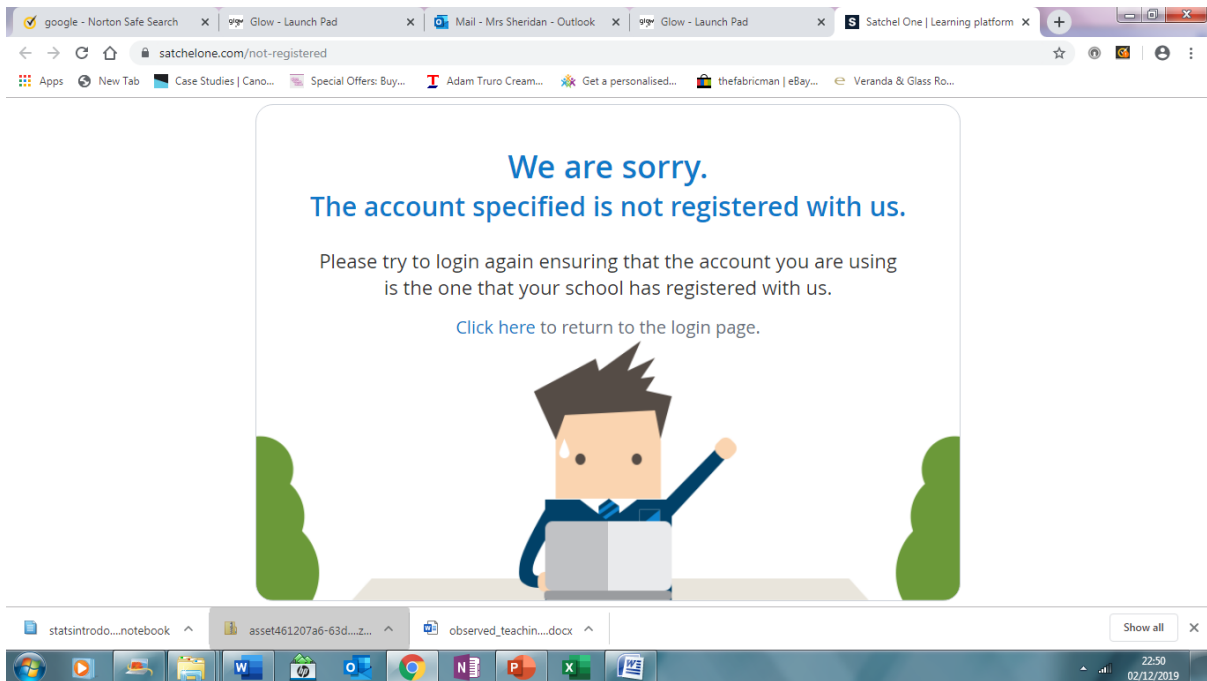 google - Norton Safe Search
glow Glow - Launch Pad
Mail - Mrs Sheridan - Outlook
glow Glow - Launch Pad
S Satchel One | Learning platform
satchelone.com/not-registered
Apps
New Tab
Case Studies | Cano...
Special Offers: Buy...
Adam Truro Cream...
Get a personalised...
thefabricman | eBay...
Veranda & Glass Ro...
We are sorry.
The account specified is not registered with us.
Please try to login again ensuring that the account you are using
is the one that your school has registered with us.
Click here to return to the login page.
statsintrodo....notebook
asset461207a6-63d....z...
observed_teachin....docx
Show all
22:50
02/12/2019